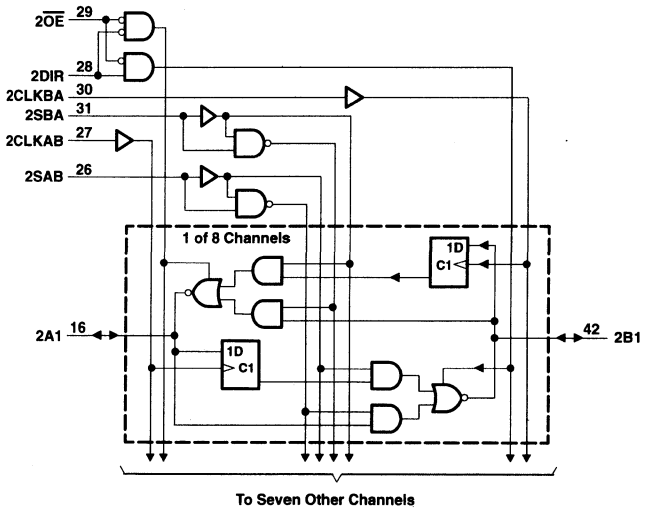 2O̅E̅ 29
2DIR 28
2CLKBA 30
2SBA 31
2CLKAB 27
2SAB 26
1 of 8 Channels
1D
C1
2A1 16
42 2B1
1D
C1
To Seven Other Channels